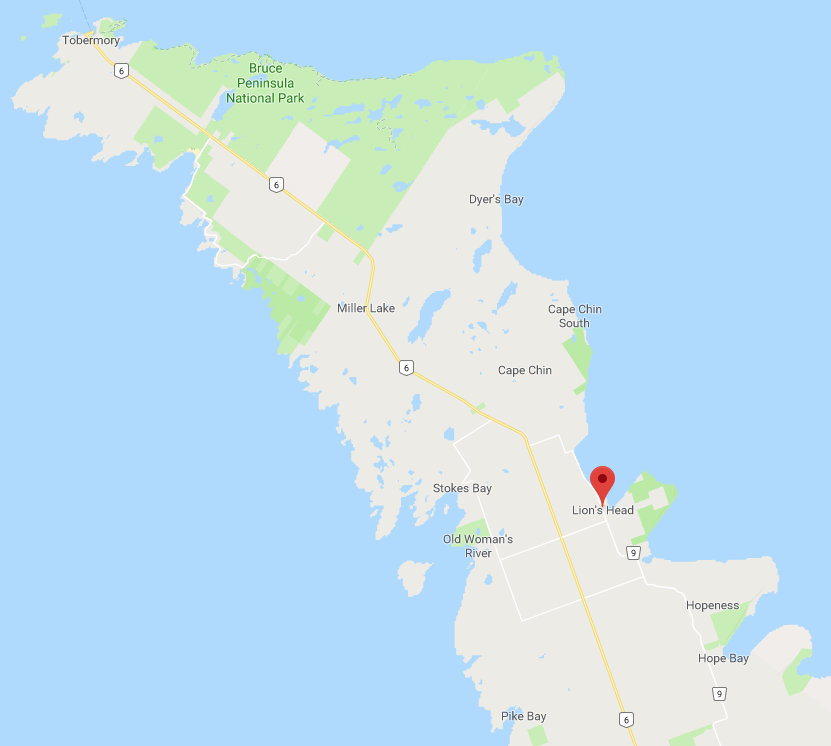 Tobermory
6
Bruce
Peninsula
National Park
6
Dyer's Bay
Miller Lake
Cape Chin
South
6
Cape Chin
Stokes Bay
Lion's Head
Old Woman's
River
9
Hopeness
Hope Bay
9
Pike Bay
6